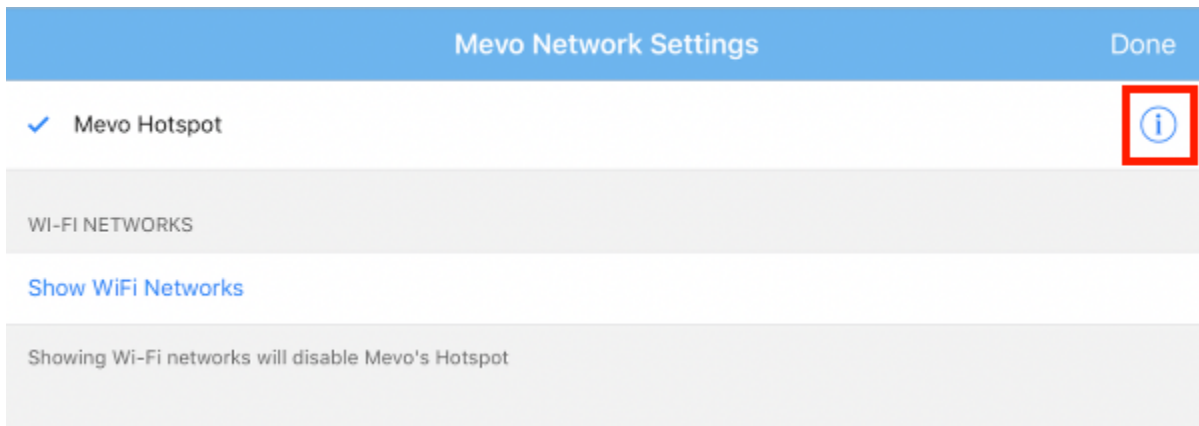 Mevo Network Settings
Done
Mevo Hotspot
WI-FI NETWORKS
Show WiFi Networks
Showing Wi-Fi networks will disable Mevo's Hotspot